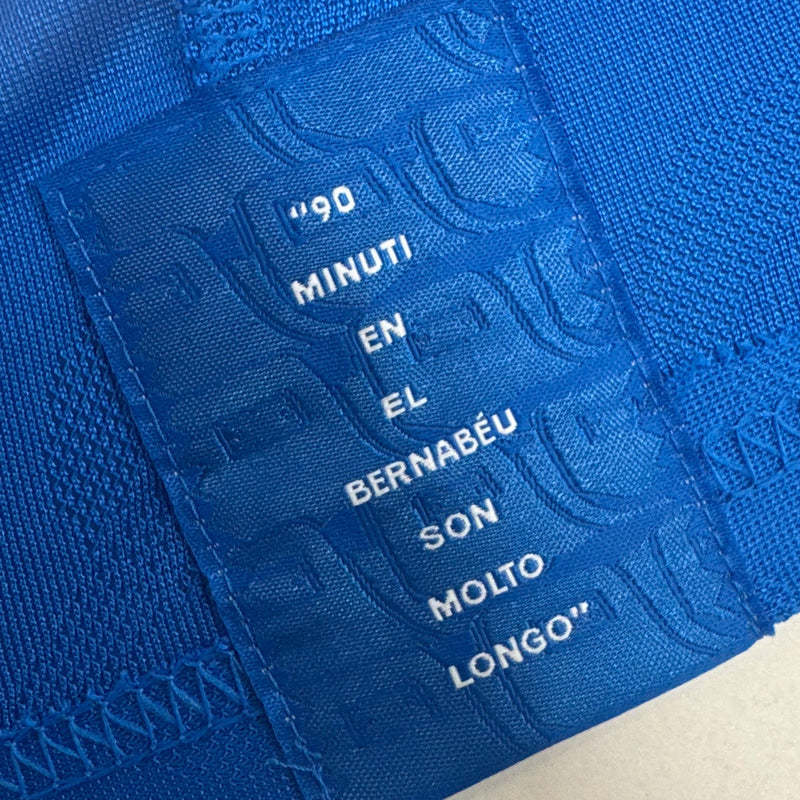 "90
MINUTI
EN
EL
BERNABÉU
SON
MOLTO
LONGO"